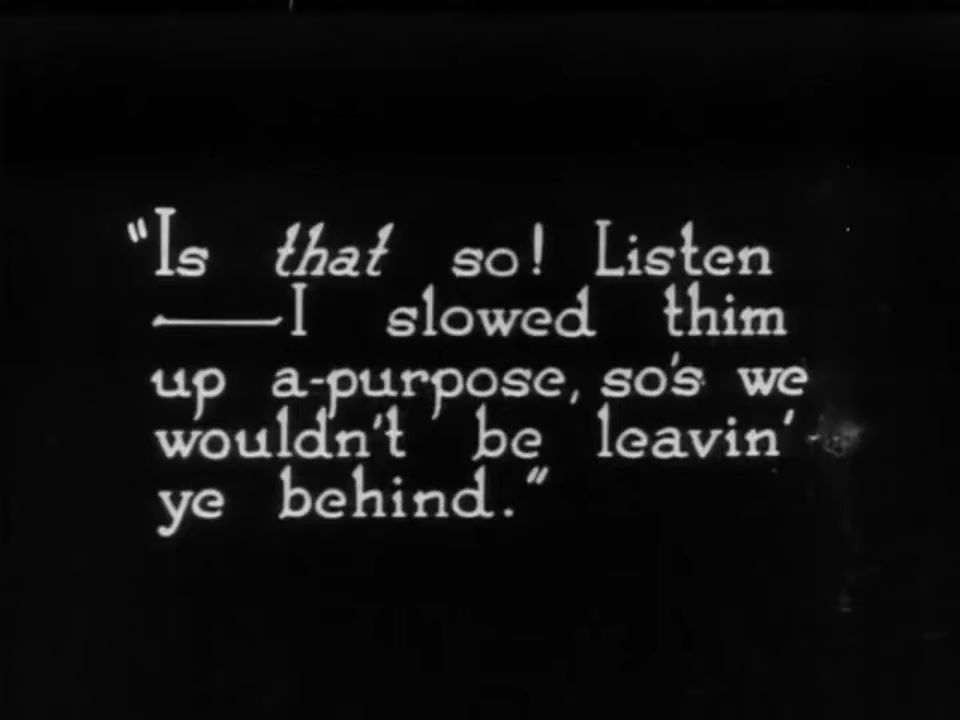 "Is that so! Listen
—I slowed thim
up a-purpose, so's we
wouldn't be leavin'
ye behind."